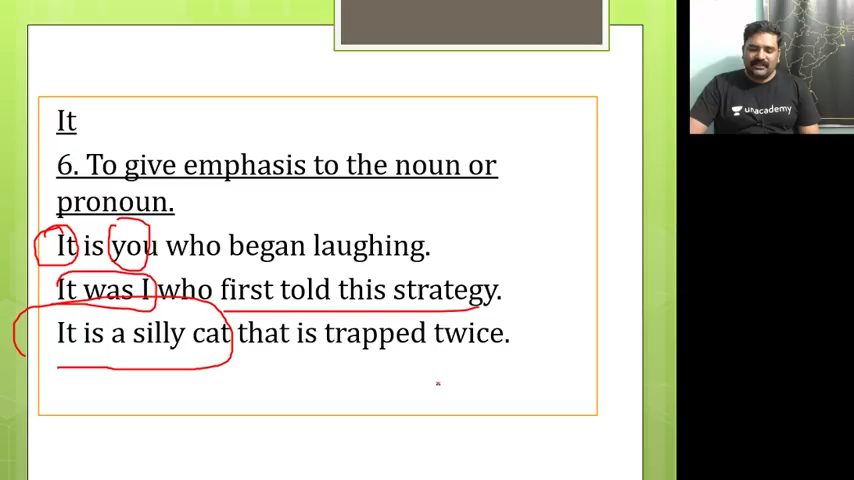 It
6. To give emphasis to the noun or
pronoun.
It is you who began laughing.
It was I who first told this strategy.
It is a silly cat that is trapped twice.
unacademy